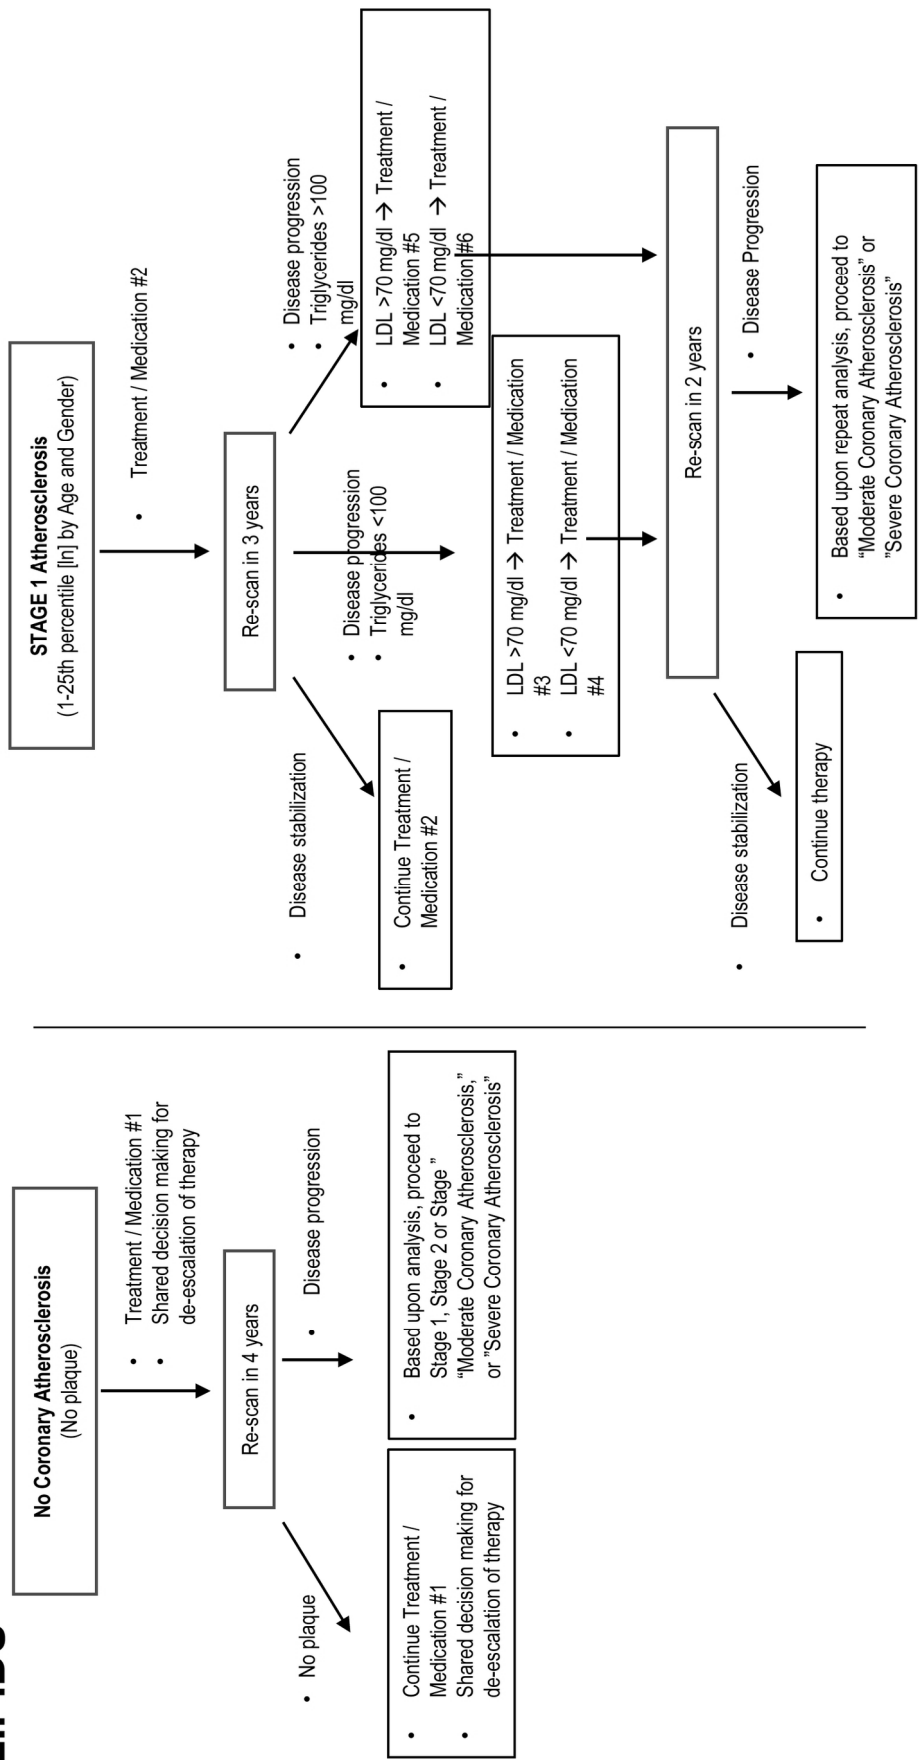 No Coronary Atherosclerosis
(No plaque)
• Treatment / Medication #1
• Shared decision making for
de-escalation of therapy
Re-scan in 4 years
• No plaque
• Disease progression
• Continue Treatment /
Medication #1
• Shared decision making for
de-escalation of therapy
• Based upon analysis, proceed to
Stage 1, Stage 2 or Stage ”
“Moderate Coronary Atherosclerosis,”
or ”Severe Coronary Atherosclerosis”
STAGE 1 Atherosclerosis
(1-25th percentile [ln] by Age and Gender)
• Treatment / Medication #2
Re-scan in 3 years
• Disease stabilization
• Disease progression
• Triglycerides <100
mg/dl
• Disease progression
• Triglycerides >100
mg/dl
• Continue Treatment /
Medication #2
• LDL >70 mg/dl → Treatment / Medication
#3
• LDL <70 mg/dl → Treatment / Medication
#4
• LDL >70 mg/dl → Treatment /
Medication #5
• LDL <70 mg/dl → Treatment /
Medication #6
Re-scan in 2 years
• Disease stabilization
• Disease Progression
• Continue therapy
• Based upon repeat analysis, proceed to
“Moderate Coronary Atherosclerosis” or
”Severe Coronary Atherosclerosis”